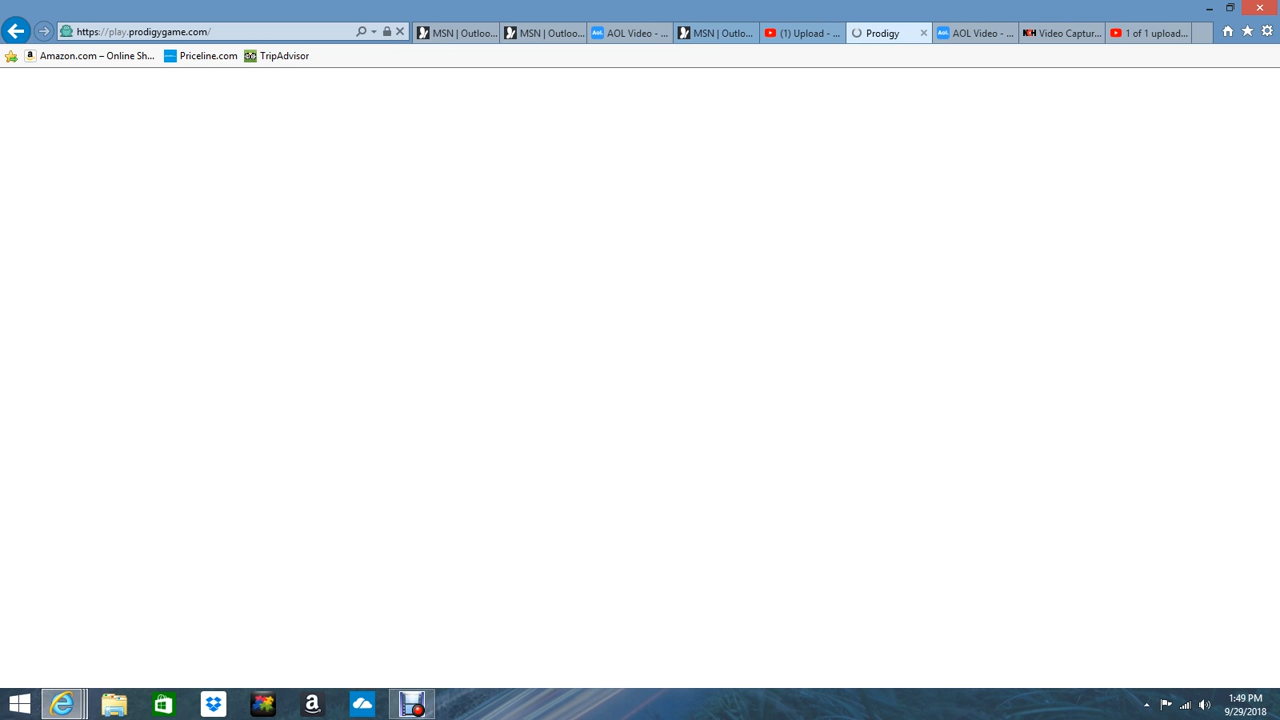 https://play.prodigygame.com/
MSN | Outloo...
MSN | Outloo...
AOL Video - ...
MSN | Outlo...
(1) Upload - ...
Prodigy
AOL Video - ...
NCH Video Captur...
1 of 1 upload...
Amazon.com – Online Sh...
Priceline.com
TripAdvisor
1:49 PM
9/29/2018